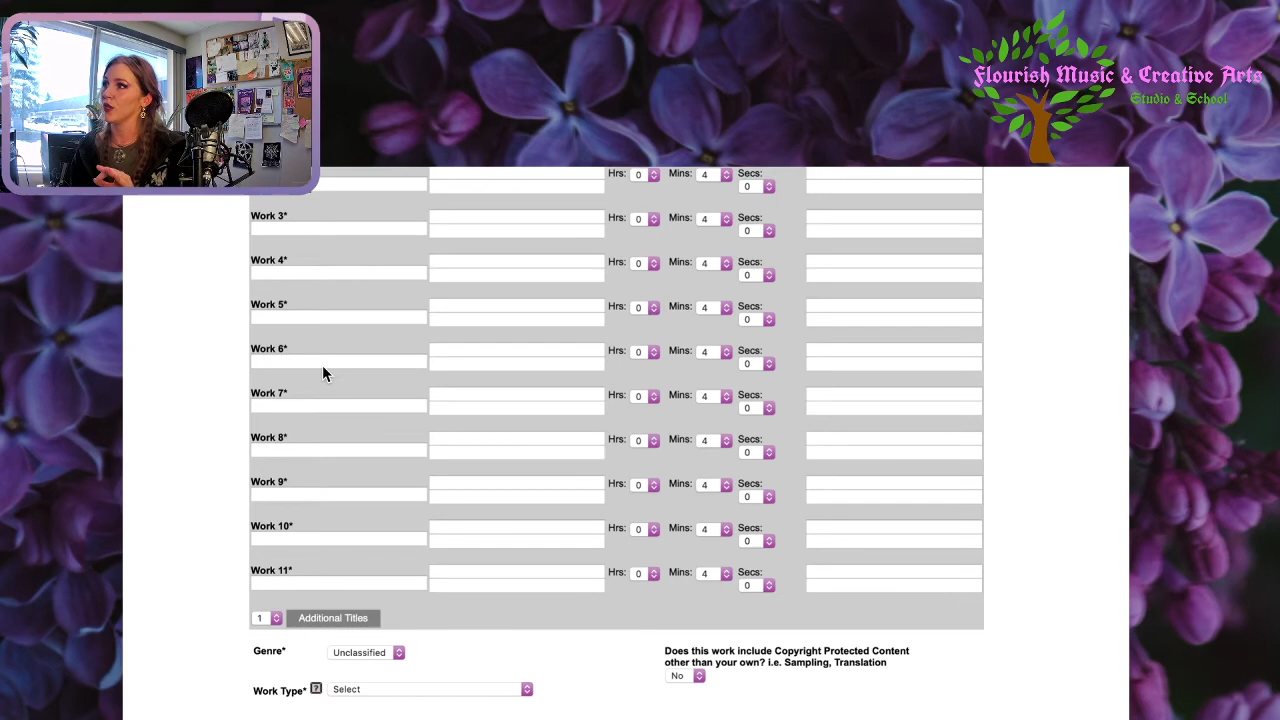 Flourish Music & Creative Arts
Studio & School
Hrs: 0 Mins: 4 Secs: 0
Work 3* Hrs: 0 Mins: 4 Secs: 0
Work 4* Hrs: 0 Mins: 4 Secs: 0
Work 5* Hrs: 0 Mins: 4 Secs: 0
Work 6* Hrs: 0 Mins: 4 Secs: 0
Work 7* Hrs: 0 Mins: 4 Secs: 0
Work 8* Hrs: 0 Mins: 4 Secs: 0
Work 9* Hrs: 0 Mins: 4 Secs: 0
Work 10* Hrs: 0 Mins: 4 Secs: 0
Work 11* Hrs: 0 Mins: 4 Secs: 0
1 Additional Titles
Genre* Unclassified
Does this work include Copyright Protected Content
other than your own? i.e. Sampling, Translation
No
Work Type* ? Select